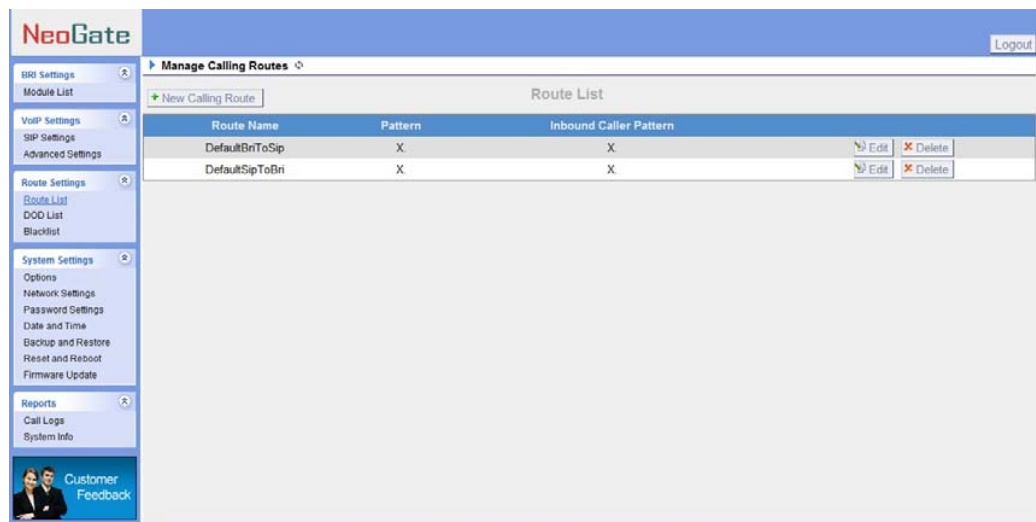 NeoGate
Logout
BRI Settings
Module List
VoIP Settings
SIP Settings
Advanced Settings
Route Settings
Route List
DOD List
Blacklist
System Settings
Options
Network Settings
Password Settings
Date and Time
Backup and Restore
Reset and Reboot
Firmware Update
Reports
Call Logs
System Info
Customer
Feedback
Manage Calling Routes
New Calling Route
Route List
Route Name Pattern Inbound Caller Pattern
DefaultBriToSip X. X. Edit Delete
DefaultSipToBri X. X. Edit Delete